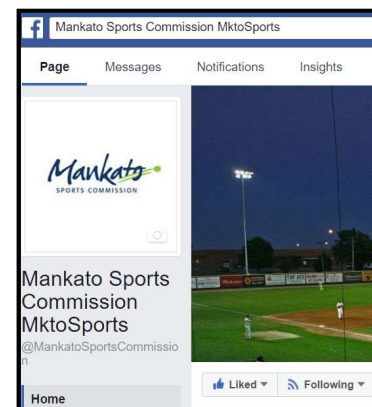 Mankato Sports Commission MktoSports
Page Messages Notifications Insights
Mankato
SPORTS COMMISSION
Mankato Sports
Commission
MktoSports
@MankatoSportsCommissio
n
Liked Following
Home